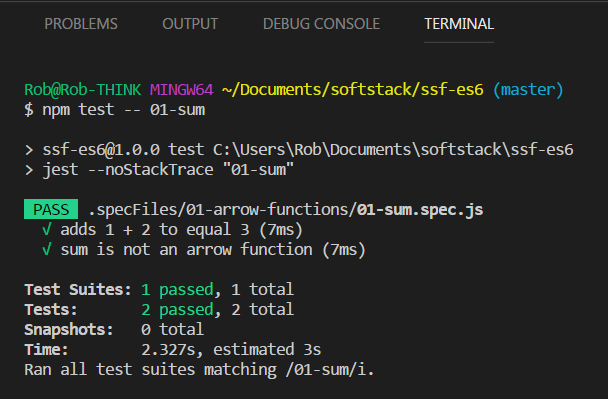 PROBLEMS OUTPUT DEBUG CONSOLE TERMINAL
Rob@Rob-THINK MINGW64 ~/Documents/softstack/ssf-es6 (master)
$ npm test -- 01-sum
> ssf-es6@1.0.0 test C:\Users\Rob\Documents\softstack\ssf-es6
> jest --noStackTrace "01-sum"
PASS .specFiles/01-arrow-functions/01-sum.spec.js
√ adds 1 + 2 to equal 3 (7ms)
√ sum is not an arrow function (7ms)
Test Suites: 1 passed, 1 total
Tests: 2 passed, 2 total
Snapshots: 0 total
Time: 2.327s, estimated 3s
Ran all test suites matching /01-sum/i.